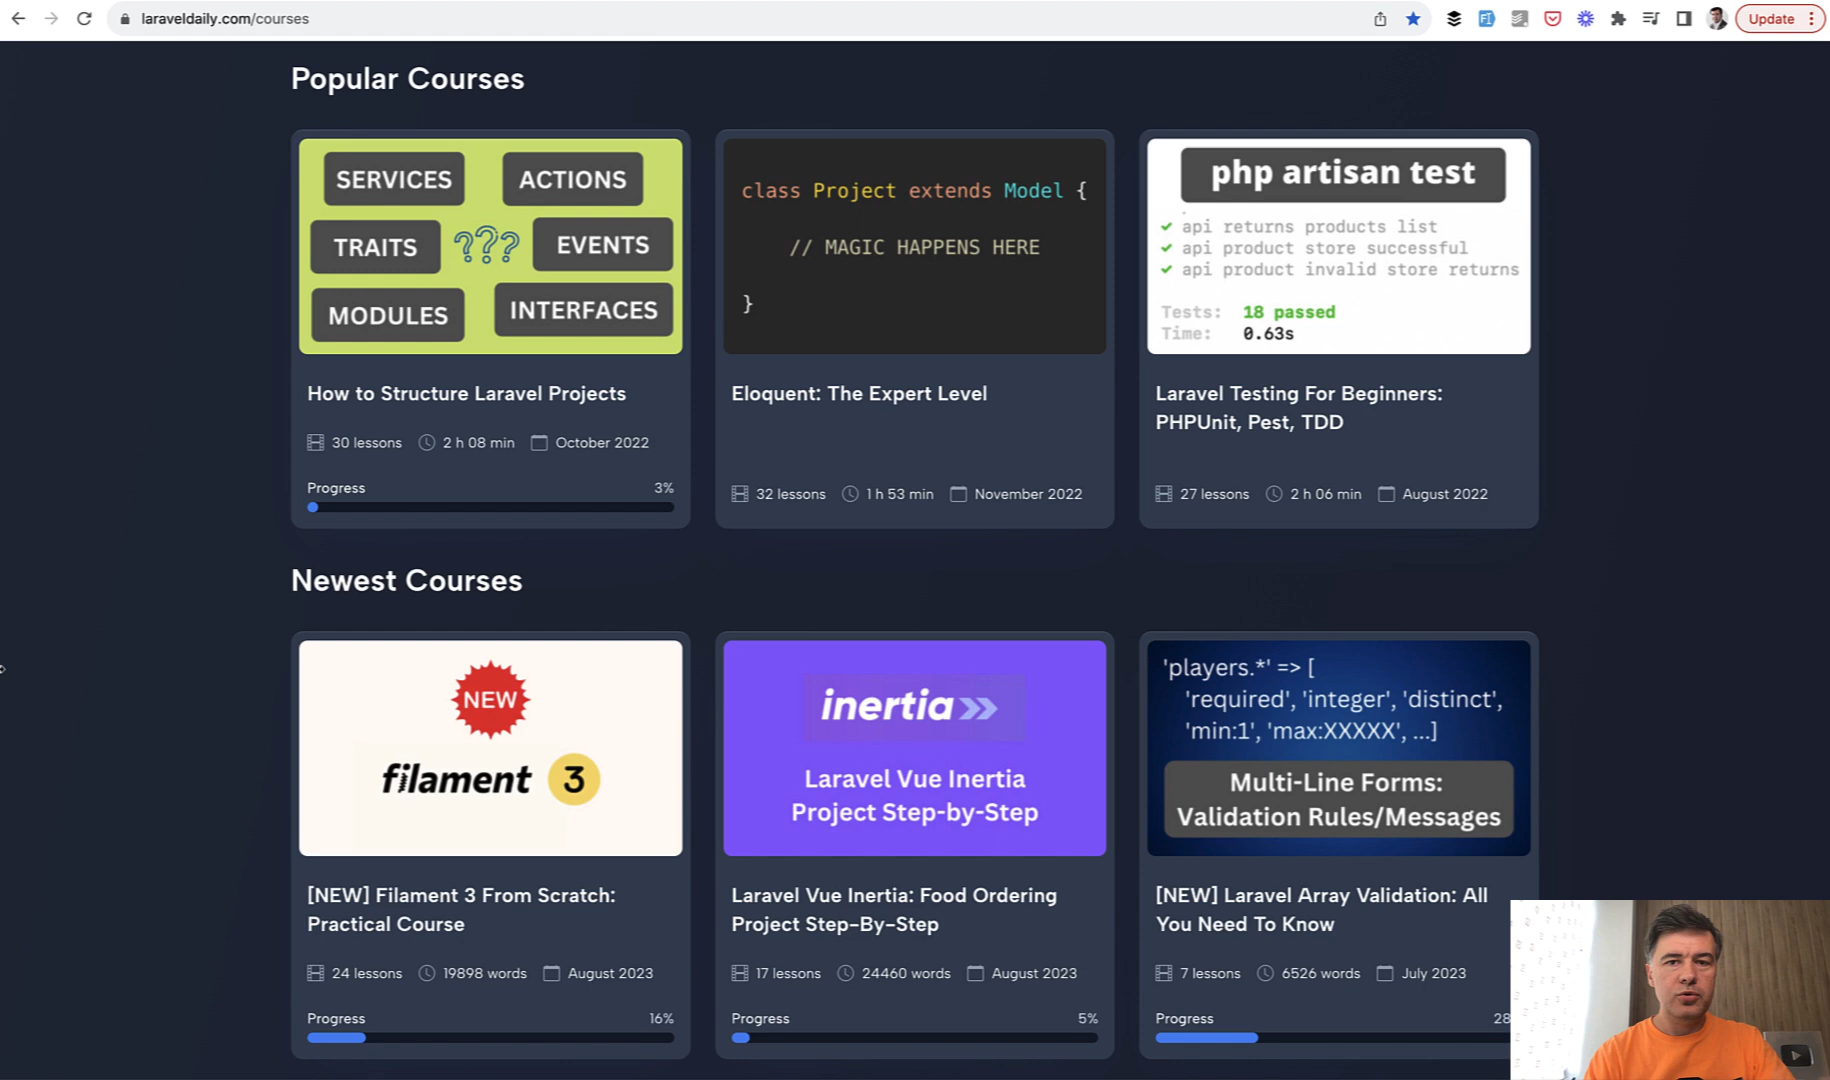 laraveldaily.com/courses
Update
Popular Courses
SERVICES
ACTIONS
TRAITS
???
EVENTS
MODULES
INTERFACES
How to Structure Laravel Projects
30 lessons 2 h 08 min October 2022
Progress 3%
class Project extends Model {
// MAGIC HAPPENS HERE
}
Eloquent: The Expert Level
32 lessons 1 h 53 min November 2022
php artisan test
api returns products list
api product store successful
api product invalid store returns
Tests: 18 passed
Time: 0.63s
Laravel Testing For Beginners:
PHPUnit, Pest, TDD
27 lessons 2 h 06 min August 2022
Newest Courses
NEW
filament 3
[NEW] Filament 3 From Scratch:
Practical Course
24 lessons 19898 words August 2023
Progress 16%
inertia
Laravel Vue Inertia
Project Step-by-Step
Laravel Vue Inertia: Food Ordering
Project Step-By-Step
17 lessons 24460 words August 2023
Progress 5%
'players.*' => [
'required', 'integer', 'distinct',
'min:1', 'max:XXXXX', ...]
Multi-Line Forms:
Validation Rules/Messages
[NEW] Laravel Array Validation: All
You Need To Know
7 lessons 6526 words July 2023
Progress 28